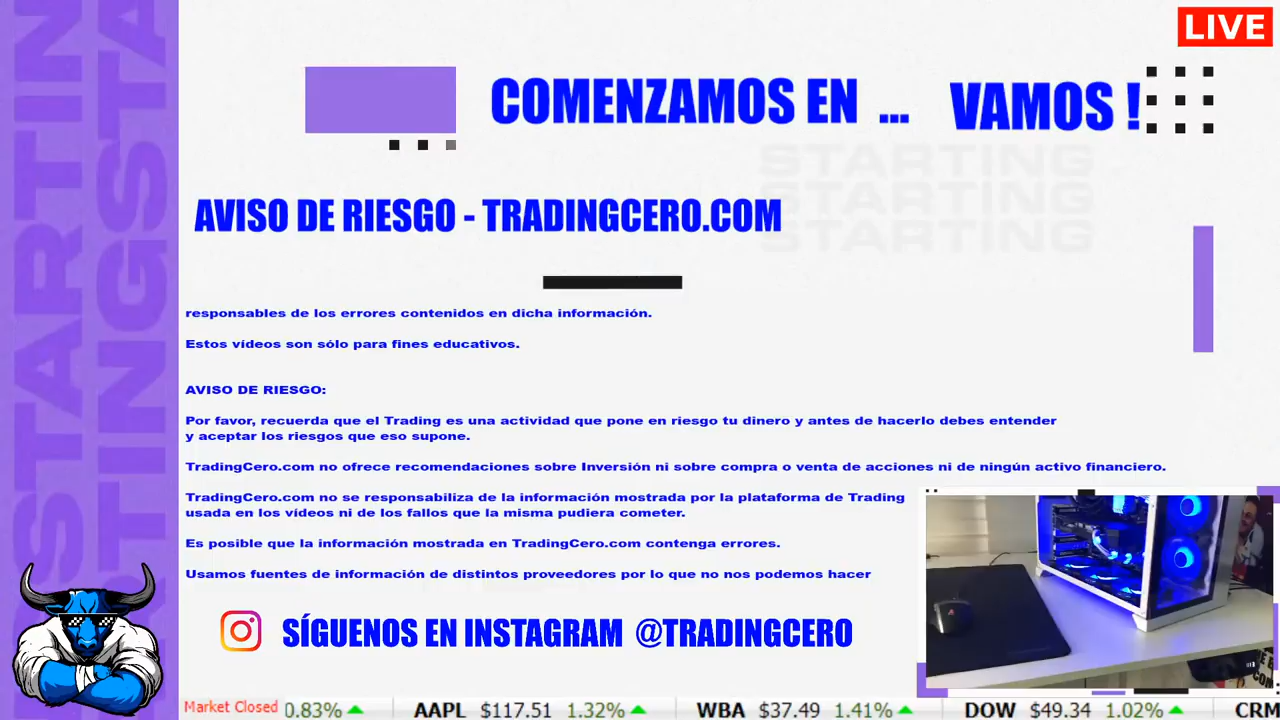 LIVE
COMENZAMOS EN ... VAMOS !
STARTING
STARTING
STARTING
AVISO DE RIESGO - TRADINGCERO.COM
responsables de los errores contenidos en dicha información.
Estos vídeos son sólo para fines educativos.
AVISO DE RIESGO:
Por favor, recuerda que el Trading es una actividad que pone en riesgo tu dinero y antes de hacerlo debes entender
y aceptar los riesgos que eso supone.
TradingCero.com no ofrece recomendaciones sobre Inversión ni sobre compra o venta de acciones ni de ningún activo financiero.
TradingCero.com no se responsabiliza de la información mostrada por la plataforma de Trading
usada en los vídeos ni de los fallos que la misma pudiera cometer.
Es posible que la información mostrada en TradingCero.com contenga errores.
Usamos fuentes de información de distintos proveedores por lo que no nos podemos hacer
SÍGUENOS EN INSTAGRAM @TRADINGCERO
Market Closed 0.83% AAPL $117.51 1.32% WBA $37.49 1.41% DOW $49.34 1.02% CRM
STARTIN
TINGSTA